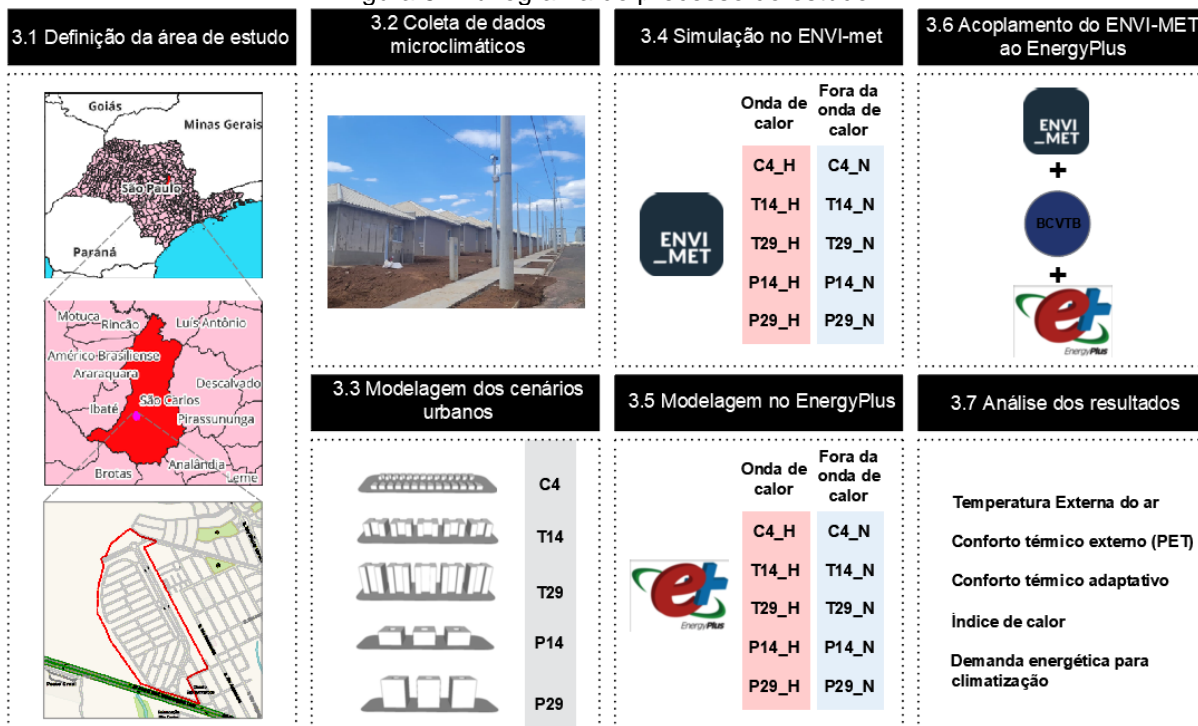 3.1 Definição da área de estudo
Goiás
Minas Gerais
São Paulo
Paraná
Motuca
Rincão
Luís Antônio
Américo Brasiliense
Araraquara
Descalvado
Ibaté
São Carlos
Pirassununga
Analândia
Brotas
Leme
3.2 Coleta de dados
microclimáticos
3.3 Modelagem dos cenários
urbanos
C4
T14
T29
P14
P29
3.4 Simulação no ENVI-met
Onda de
calor
Fora da
onda de
calor
ENVI
_MET
C4_H
C4_N
T14_H
T14_N
T29_H
T29_N
P14_H
P14_N
P29_H
P29_N
3.5 Modelagem no EnergyPlus
Onda de
calor
Fora da
onda de
calor
e+
EnergyPlus
C4_H
C4_N
T14_H
T14_N
T29_H
T29_N
P14_H
P14_N
P29_H
P29_N
3.6 Acoplamento do ENVI-MET
ao EnergyPlus
ENVI
_MET
+
BCVTB
+
e+
EnergyPlus
3.7 Análise dos resultados
Temperatura Externa do ar
Conforto térmico externo (PET)
Conforto térmico adaptativo
Índice de calor
Demanda energética para
climatização